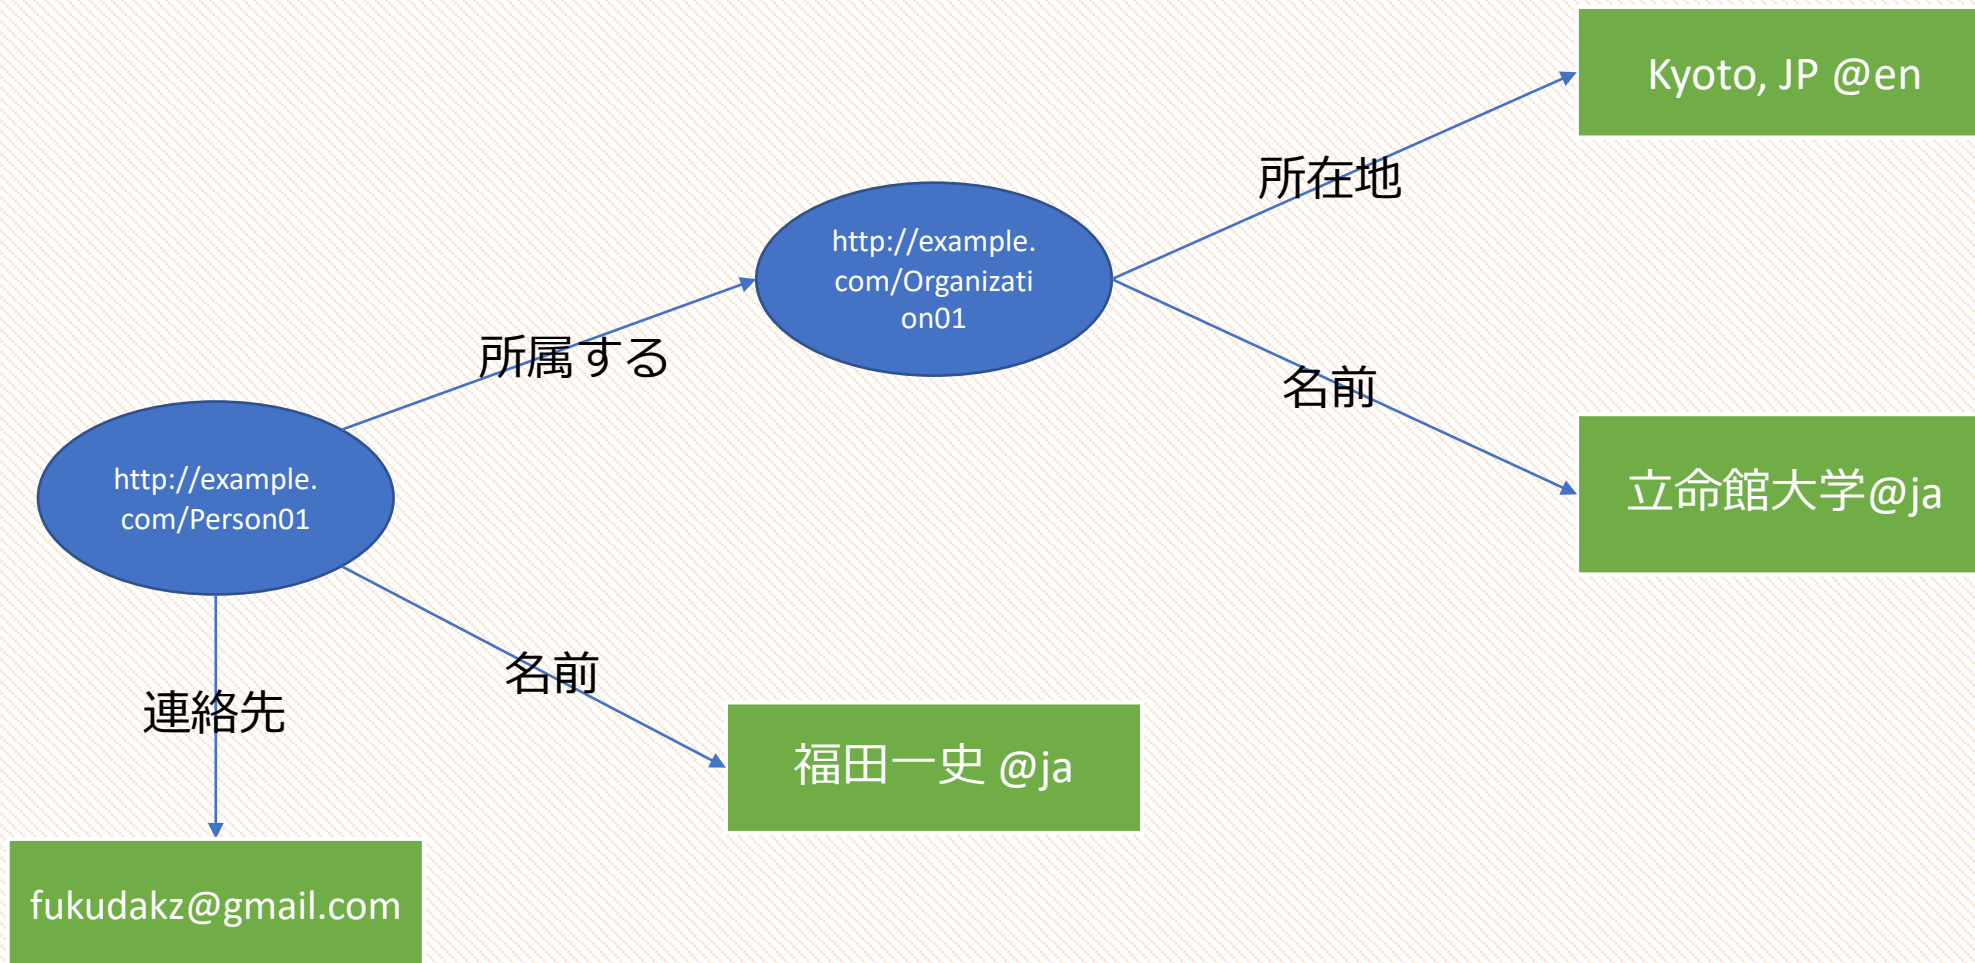 Kyoto, JP @en
所在地
http://example.
com/Organizati
on01
所属する
名前
立命館大学@ja
http://example.
com/Person01
名前
連絡先
福田一史 @ja
fukudakz@gmail.com